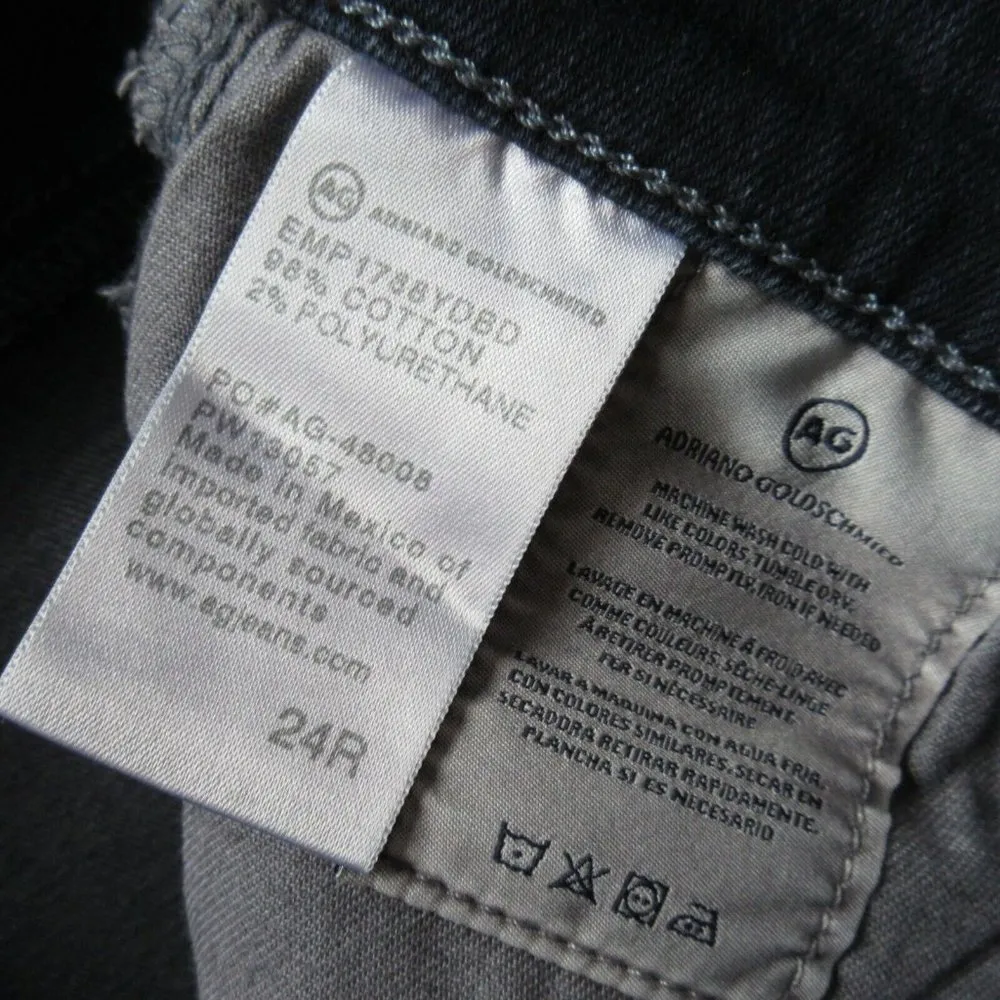 AG ADRIANO GOLDSCHMIED
EMP1788YDBD
98% COTTON
2% POLYURETHANE
PO#AG-48008
PW13057
Made in Mexico of
Imported fabric and
globally sourced
components
www.agjeans.com
24R
AG
ADRIANO GOLDSCHMIED
MACHINE WASH COLD WITH
LIKE COLORS, TUMBLE DRY,
REMOVE PROMPTLY, IRON IF NEEDED
LAVAGE EN MACHINE À FROID AVEC
COMME COULEURS, SÈCHE-LINGE
À RETIRER PROMPTEMENT,
FER SI NÉCESSAIRE
LAVAR A MAQUINA CON AGUA FRIA,
CON COLORES SIMILARES, SECAR EN
SECADORA RETIRAR RAPIDAMENTE,
PLANCHA SI ES NECESARIO